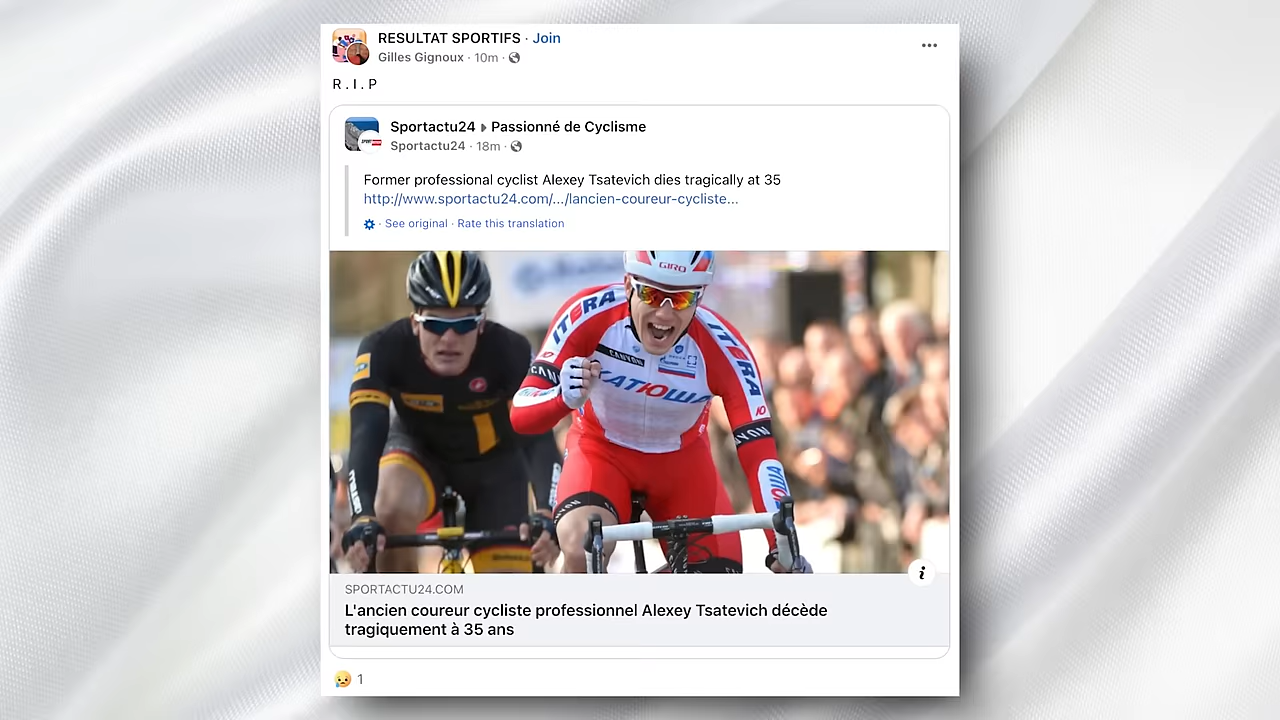 RESULTAT SPORTIFS · Join
Gilles Gignoux · 10m ·
R.I.P
Sportactu24 Passionné de Cyclisme
Sportactu24 · 18m ·
Former professional cyclist Alexey Tsatevich dies tragically at 35
http://www.sportactu24.com/.../lancien-coureur-cycliste...
· See original · Rate this translation
GIRO
ITERA
ITERA
CANYON
КАТЮША
SPORTACTU24.COM
L'ancien coureur cycliste professionnel Alexey Tsatevich décède
tragiquement à 35 ans
1